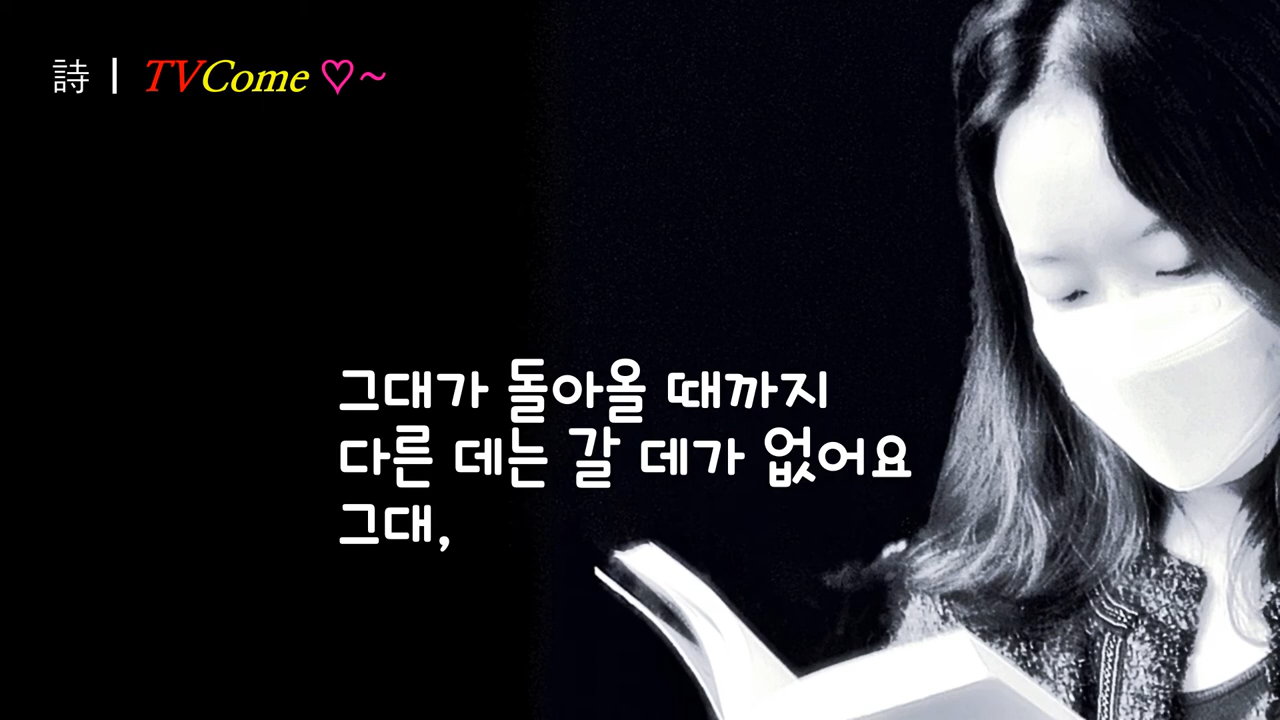 詩 | TVCome ♡~
그대가 돌아올 때까지
다른 데는 갈 데가 없어요
그대,